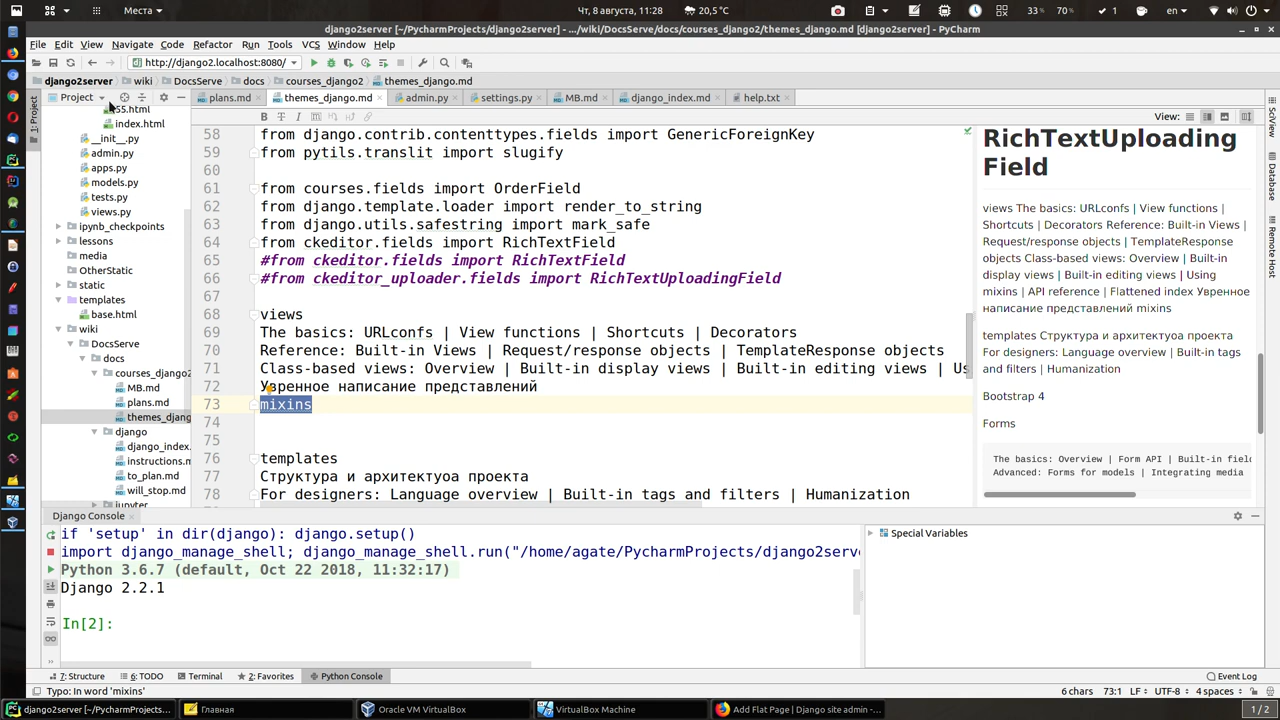 Места
Чт, 8 августа, 11:28
20,5 °C
33 %
70 %
1
en
django2server [~/PycharmProjects/django2server] - .../wiki/DocsServe/docs/courses_django2/themes_django.md [django2server] - PyCharm
File Edit View Navigate Code Refactor Run Tools VCS Window Help
http://django2.localhost:8080/
django2server wiki DocsServe docs courses_django2 themes_django.md
Project
plans.md themes_django.md admin.py settings.py MB.md django_index.md help.txt
View:
1: Project
Database
Remote Host
55.html
index.html
__init__.py
admin.py
apps.py
models.py
tests.py
views.py
ipynb_checkpoints
lessons
media
OtherStatic
static
templates
base.html
wiki
DocsServe
docs
courses_django2
MB.md
plans.md
themes_djang
django
django_index.
instructions.m
to_plan.md
will_stop.md
jupyter
58 from django.contrib.contenttypes.fields import GenericForeignKey
59 from pytils.translit import slugify
60
61 from courses.fields import OrderField
62 from django.template.loader import render_to_string
63 from django.utils.safestring import mark_safe
64 from ckeditor.fields import RichTextField
65 #from ckeditor.fields import RichTextField
66 #from ckeditor_uploader.fields import RichTextUploadingField
67
68 views
69 The basics: URLconfs | View functions | Shortcuts | Decorators
70 Reference: Built-in Views | Request/response objects | TemplateResponse objects
71 Class-based views: Overview | Built-in display views | Built-in editing views | Us
72 Увренное написание представлений
73 mixins
74
75
76 templates
77 Структура и архитектуоа проекта
78 For designers: Language overview | Built-in tags and filters | Humanization
RichTextUploading
Field
views The basics: URLconfs | View functions |
Shortcuts | Decorators Reference: Built-in Views |
Request/response objects | TemplateResponse
objects Class-based views: Overview | Built-in
display views | Built-in editing views | Using
mixins | API reference | Flattened index Увренное
написание представлений mixins
templates Структура и архитектуоа проекта
For designers: Language overview | Built-in tags
and filters | Humanization
Bootstrap 4
Forms
The basics: Overview | Form API | Built-in field
Advanced: Forms for models | Integrating media
Django Console
if 'setup' in dir(django): django.setup()
import django_manage_shell; django_manage_shell.run("/home/agate/PycharmProjects/django2serve
Python 3.6.7 (default, Oct 22 2018, 11:32:17)
Django 2.2.1
In[2]:
Special Variables
7: Structure 6: TODO Terminal 2: Favorites Python Console Event Log
Typo: In word 'mixins'
6 chars 73:1 LF UTF-8 4 spaces
django2server [~/PycharmProjects... Главная Oracle VM VirtualBox VirtualBox Machine Add Flat Page | Django site admin -... 1 / 2